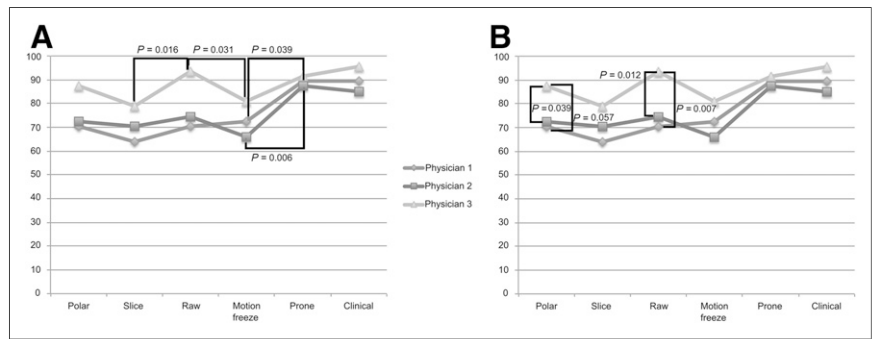 A
P = 0.016
P = 0.031
P = 0.039
100
90
80
70
60
50
40
30
20
10
0
P = 0.006
Polar
Slice
Raw
Motion
freeze
Prone
Clinical
Physician 1
Physician 2
Physician 3
B
100
90
80
70
60
50
40
30
20
10
0
P = 0.012
P = 0.039
P = 0.057
P = 0.007
Polar
Slice
Raw
Motion
freeze
Prone
Clinical